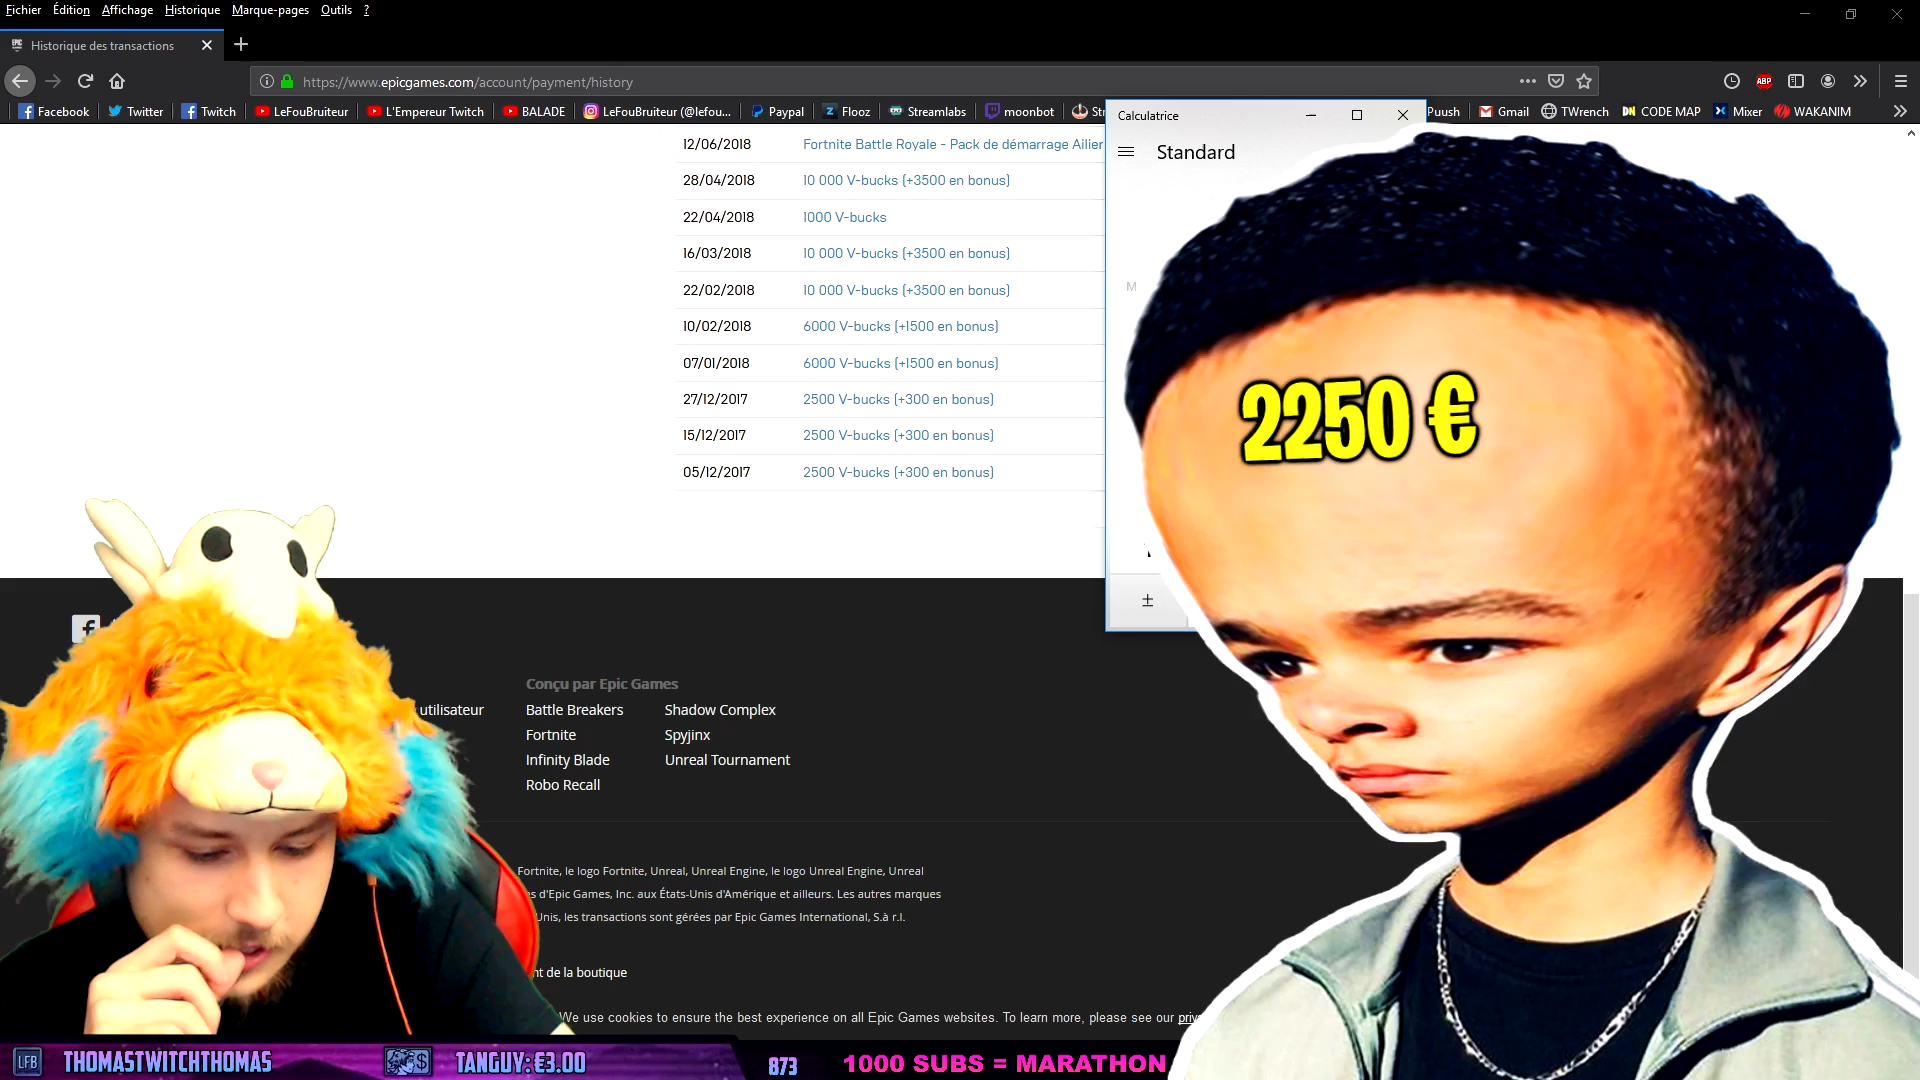 Fichier Édition Affichage Historique Marque-pages Outils ?
EPIC Historique des transactions
https://www.epicgames.com/account/payment/history
ABP
Facebook Twitter Twitch LeFouBruiteur L'Empereur Twitch BALADE LeFouBruiteur (@lefou... Paypal Z Flooz Streamlabs moonbot Str Puush Gmail TWrench DN CODE MAP Mixer WAKANIM
Calculatrice
Standard
M
±
12/06/2018 Fortnite Battle Royale - Pack de démarrage Ailier
28/04/2018 10 000 V-bucks (+3500 en bonus)
22/04/2018 1000 V-bucks
16/03/2018 10 000 V-bucks (+3500 en bonus)
22/02/2018 10 000 V-bucks (+3500 en bonus)
10/02/2018 6000 V-bucks (+1500 en bonus)
07/01/2018 6000 V-bucks (+1500 en bonus)
27/12/2017 2500 V-bucks (+300 en bonus)
15/12/2017 2500 V-bucks (+300 en bonus)
05/12/2017 2500 V-bucks (+300 en bonus)
2250 €
utilisateur
Conçu par Epic Games
Battle Breakers Shadow Complex
Fortnite Spyjinx
Infinity Blade Unreal Tournament
Robo Recall
Fortnite, le logo Fortnite, Unreal, Unreal Engine, le logo Unreal Engine, Unreal
d'Epic Games, Inc. aux États-Unis d'Amérique et ailleurs. Les autres marques
Unis, les transactions sont gérées par Epic Games International, S.à r.l.
nt de la boutique
We use cookies to ensure the best experience on all Epic Games websites. To learn more, please see our
LFB THOMASTWITCHTHOMAS TANGUY: €3.00 873 1000 SUBS = MARATHON